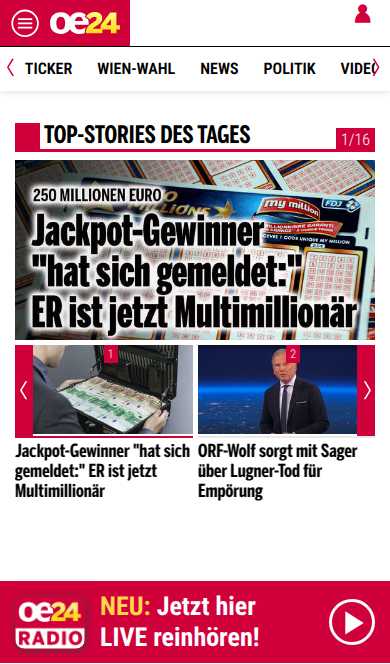 oe24
TICKER WIEN-WAHL NEWS POLITIK VIDEO
TOP-STORIES DES TAGES
1/16
250 MILLIONEN EURO
my million
FDJ
Jackpot-Gewinner
"hat sich gemeldet:"
ER ist jetzt Multimillionär
1
2
Jackpot-Gewinner "hat sich
gemeldet:" ER ist jetzt
Multimillionär
ORF-Wolf sorgt mit Sager
über Lugner-Tod für
Empörung
oe24
RADIO
NEU: Jetzt hier
LIVE reinhören!